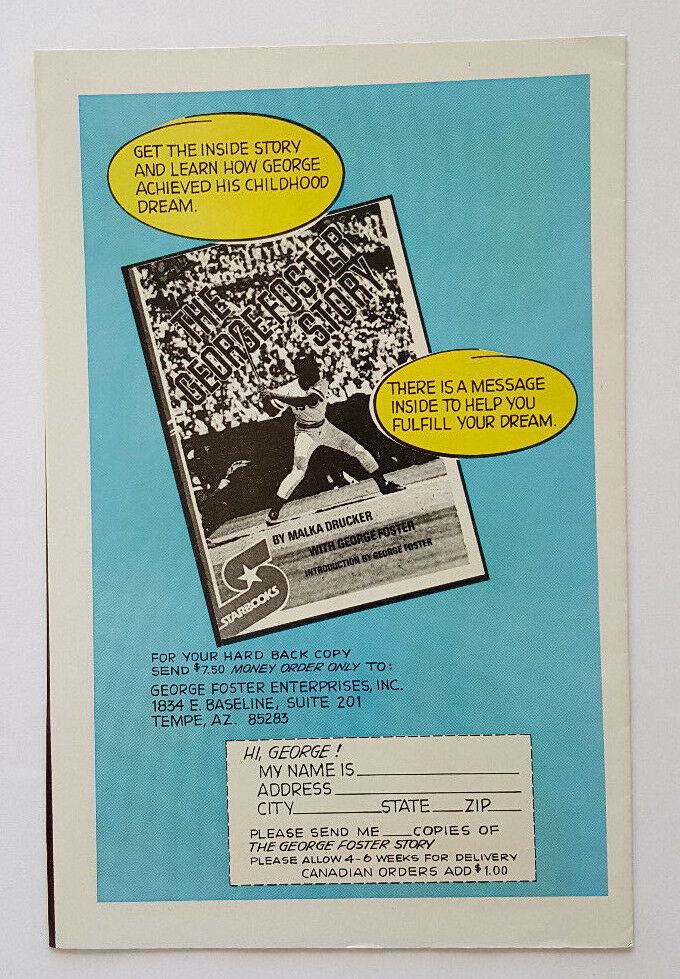 GET THE INSIDE STORY
AND LEARN HOW GEORGE
ACHIEVED HIS CHILDHOOD
DREAM.
THE
GEORGE FOSTER
STORY
THERE IS A MESSAGE
INSIDE TO HELP YOU
FULFILL YOUR DREAM.
BY MALKA DRUCKER
WITH GEORGE FOSTER
INTRODUCTION BY GEORGE FOSTER
S
STARBOOKS
FOR YOUR HARD BACK COPY
SEND $7.50 MONEY ORDER ONLY TO:
GEORGE FOSTER ENTERPRISES, INC.
1834 E. BASELINE, SUITE 201
TEMPE, AZ. 85283
HI, GEORGE!
MY NAME IS
ADDRESS
CITY STATE ZIP
PLEASE SEND ME COPIES OF
THE GEORGE FOSTER STORY
PLEASE ALLOW 4-6 WEEKS FOR DELIVERY
CANADIAN ORDERS ADD $1.00